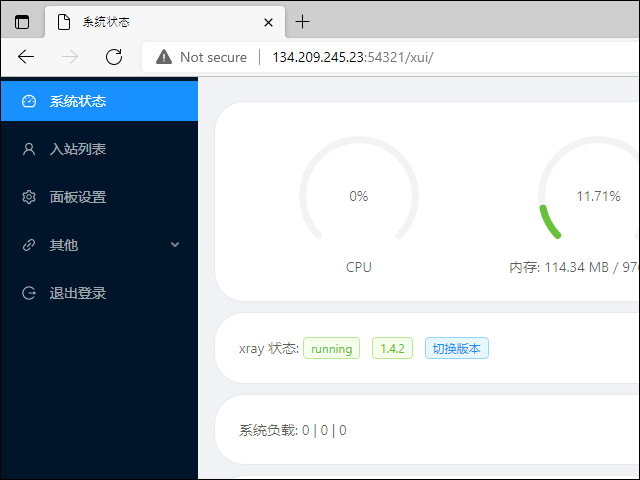 系统状态
Not secure | 134.209.245.23:54321/xui/
系统状态
入站列表
面板设置
其他
退出登录
0%
CPU
11.71%
内存: 114.34 MB / 976
xray 状态: running 1.4.2 切换版本
系统负载: 0 | 0 | 0